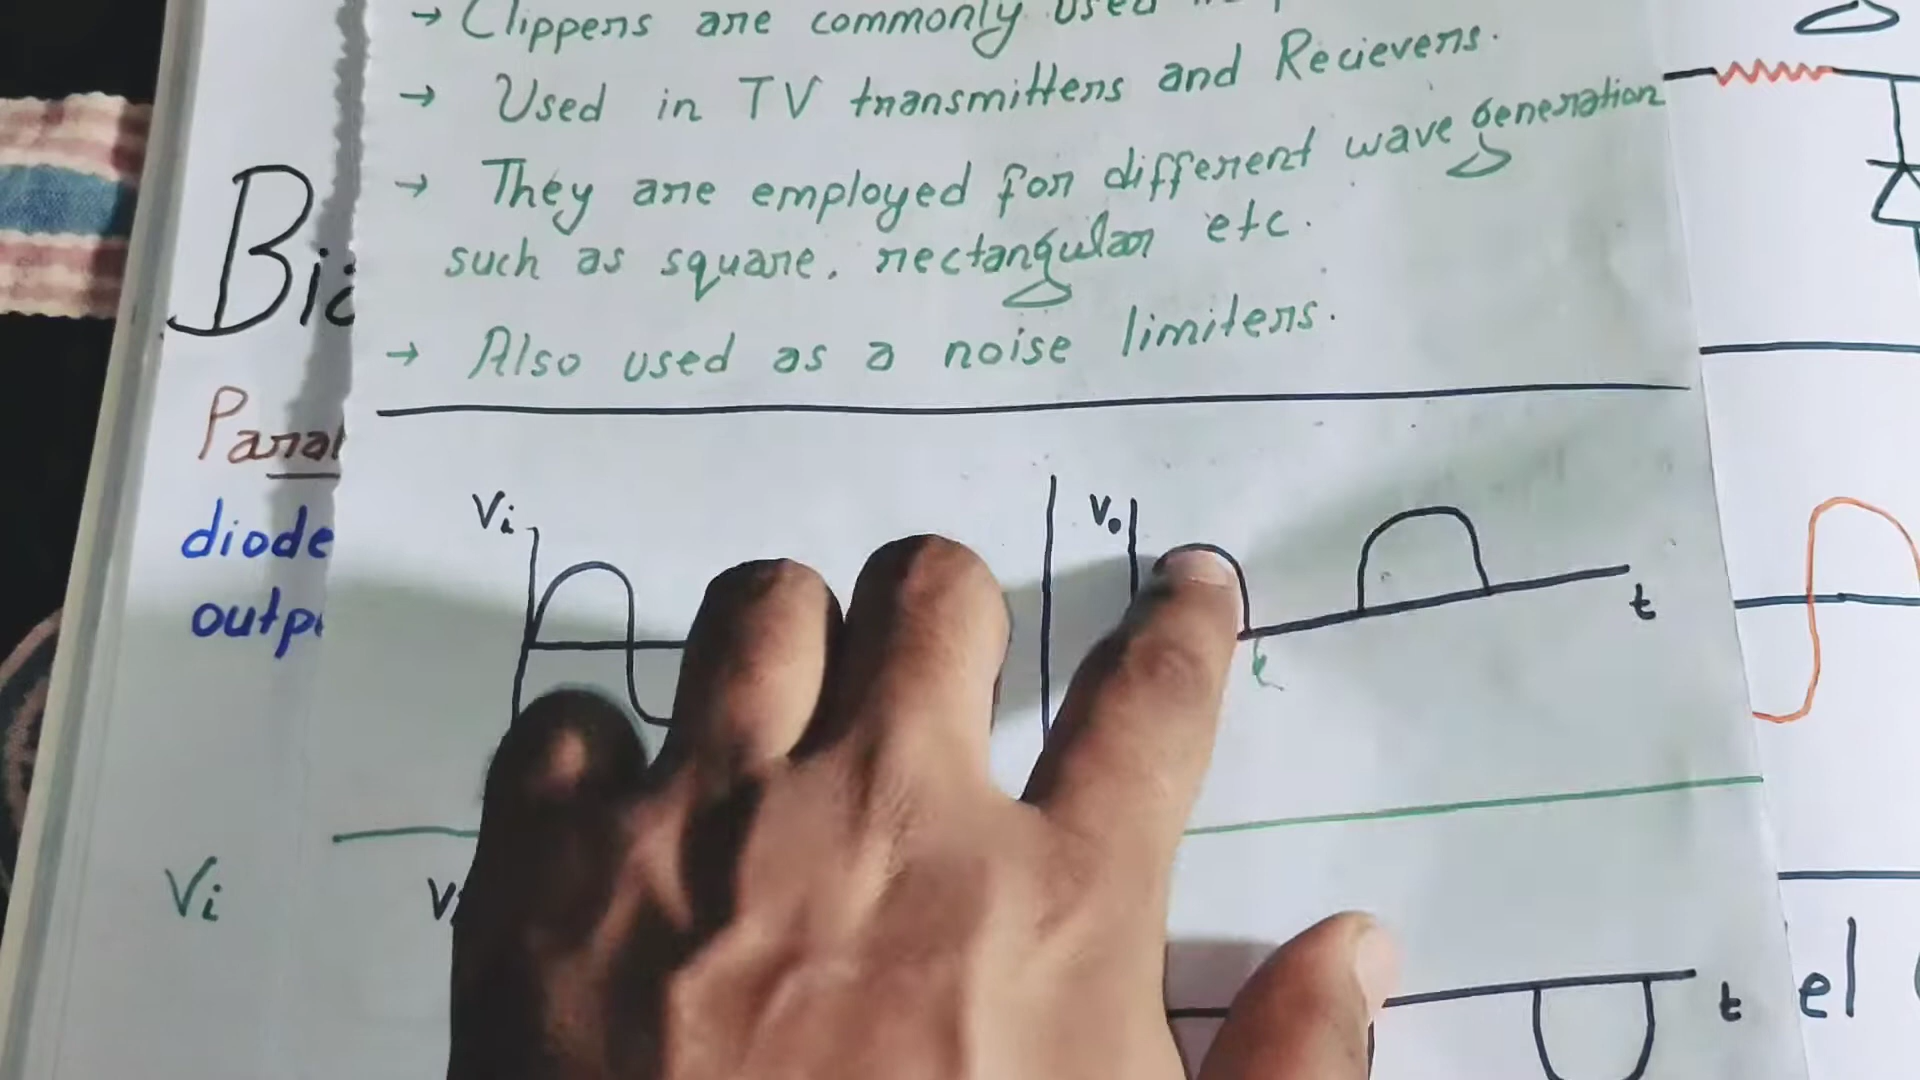 → Clippers are commonly used
→ Used in TV transmitters and Recievers.
→ They are employed for different wave generation
such as square, rectangular etc.
→ Also used as a noise limiters.
Paral
diode
outp
Vi
Vo
t
Vi
t
el